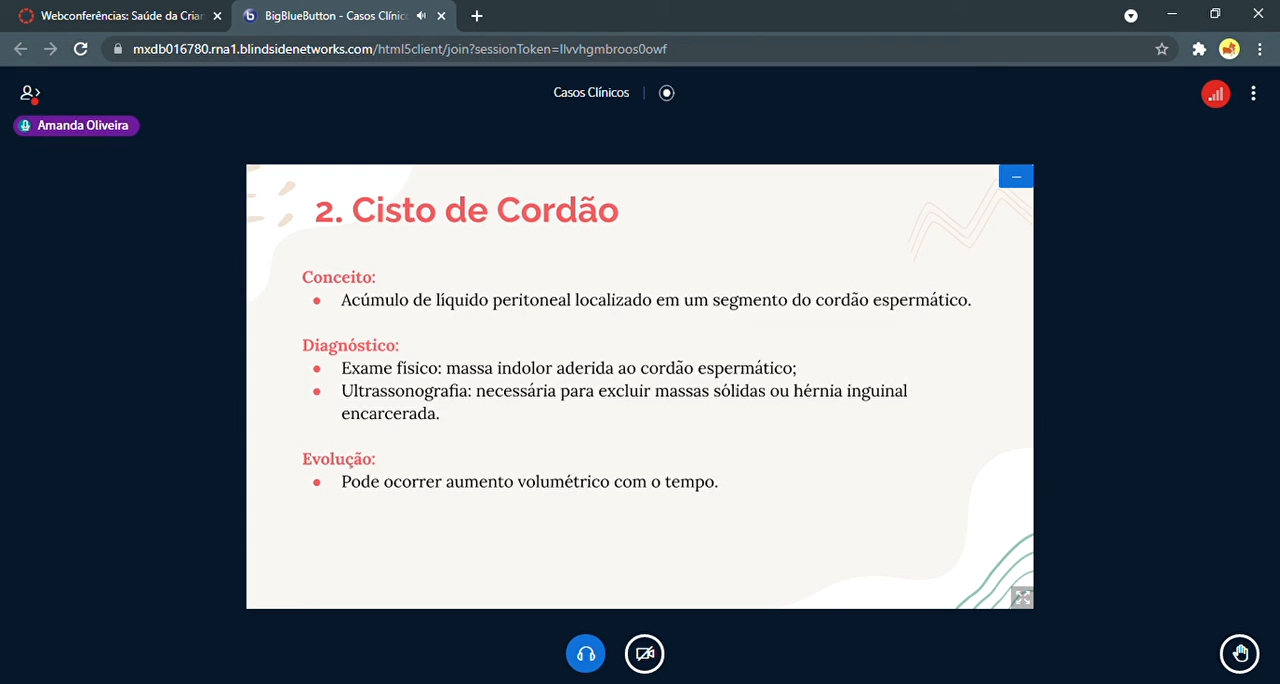 Webconferências: Saúde da Crian
BigBlueButton - Casos Clínico
mxdb016780.rna1.blindsidenetworks.com/html5client/join?sessionToken=llvvhgmbroos0owf
Casos Clínicos
Amanda Oliveira
2. Cisto de Cordão
Conceito:
● Acúmulo de líquido peritoneal localizado em um segmento do cordão espermático.
Diagnóstico:
● Exame físico: massa indolor aderida ao cordão espermático;
● Ultrassonografia: necessária para excluir massas sólidas ou hérnia inguinal
encarcerada.
Evolução:
● Pode ocorrer aumento volumétrico com o tempo.